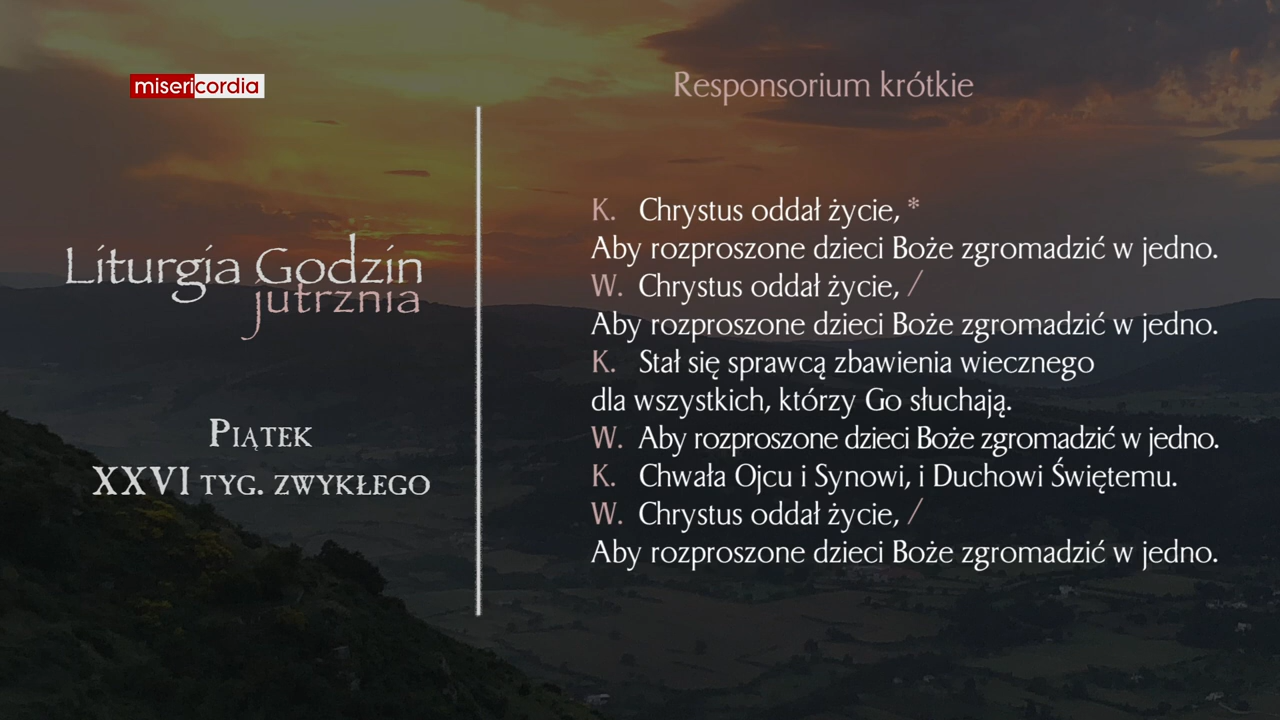 misericordia
Liturgia Godzin
jutrznia
Piątek
XXVI tyg. zwykłego
Responsorium krótkie
K. Chrystus oddał życie, *
Aby rozproszone dzieci Boże zgromadzić w jedno.
W. Chrystus oddał życie, /
Aby rozproszone dzieci Boże zgromadzić w jedno.
K. Stał się sprawcą zbawienia wiecznego
dla wszystkich, którzy Go słuchają.
W. Aby rozproszone dzieci Boże zgromadzić w jedno.
K. Chwała Ojcu i Synowi, i Duchowi Świętemu.
W. Chrystus oddał życie, /
Aby rozproszone dzieci Boże zgromadzić w jedno.